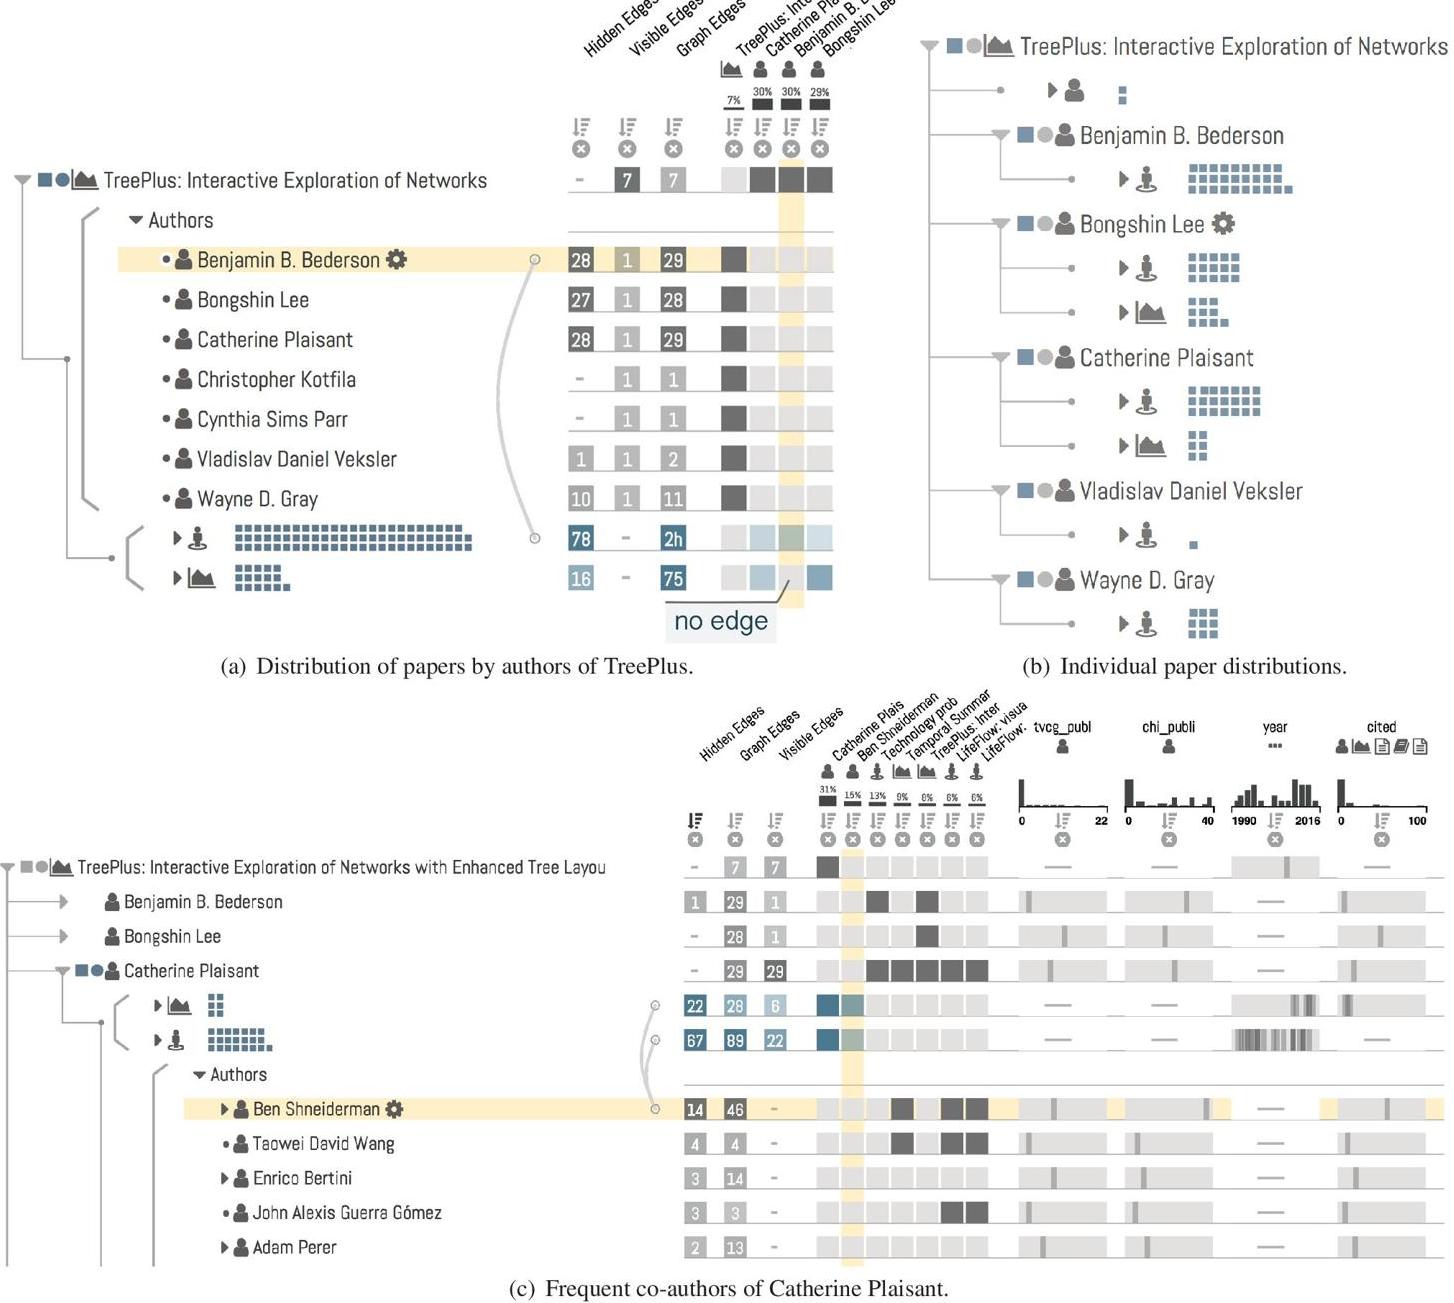 Hidden Edges
Visible Edges
Graph Edges
TreePlus: Inte
Catherine Pla
Benjamin B.
Bongshin Lee
7% 30% 30% 29%
TreePlus: Interactive Exploration of Networks - 7 7
Authors
Benjamin B. Bederson 28 1 29
Bongshin Lee 27 1 28
Catherine Plaisant 28 1 29
Christopher Kotfila - 1 1
Cynthia Sims Parr - 1 1
Vladislav Daniel Veksler 1 1 2
Wayne D. Gray 10 1 11
78 - 2h
16 - 75
no edge
(a) Distribution of papers by authors of TreePlus.
TreePlus: Interactive Exploration of Networks
Benjamin B. Bederson
Bongshin Lee
Catherine Plaisant
Vladislav Daniel Veksler
Wayne D. Gray
(b) Individual paper distributions.
Hidden Edges
Graph Edges
Visible Edges
Catherine Plais
Ben Shneiderman
Technology prob
Temporal Summar
TreePlus: Inter
LifeFlow: visua
LifeFlow:
tvcg_publ chi_publi year cited
31% 15% 13% 9% 6% 6% 6%
0 22 0 40 1990 2016 0 100
TreePlus: Interactive Exploration of Networks with Enhanced Tree Layou - 7 7
Benjamin B. Bederson 1 29 1
Bongshin Lee - 28 1
Catherine Plaisant - 29 29
22 28 6
67 89 22
Authors
Ben Shneiderman 14 46 -
Taowei David Wang 4 4 -
Enrico Bertini 3 14 -
John Alexis Guerra Gómez 3 3 -
Adam Perer 2 13 -
(c) Frequent co-authors of Catherine Plaisant.